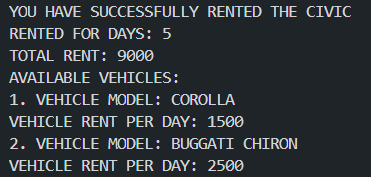 YOU HAVE SUCCESSFULLY RENTED THE CIVIC
RENTED FOR DAYS: 5
TOTAL RENT: 9000
AVAILABLE VEHICLES:
1. VEHICLE MODEL: COROLLA
VEHICLE RENT PER DAY: 1500
2. VEHICLE MODEL: BUGGATI CHIRON
VEHICLE RENT PER DAY: 2500